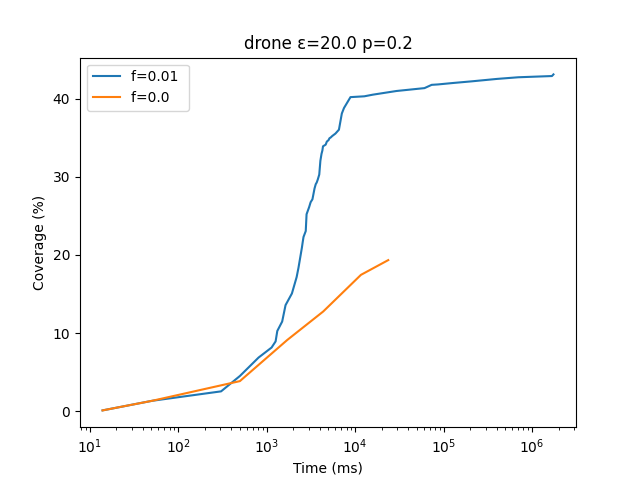 drone ε=20.0 p=0.2
f=0.01
f=0.0
Coverage (%)
40
30
20
10
0
10¹ 10² 10³ 10⁴ 10⁵ 10⁶
Time (ms)